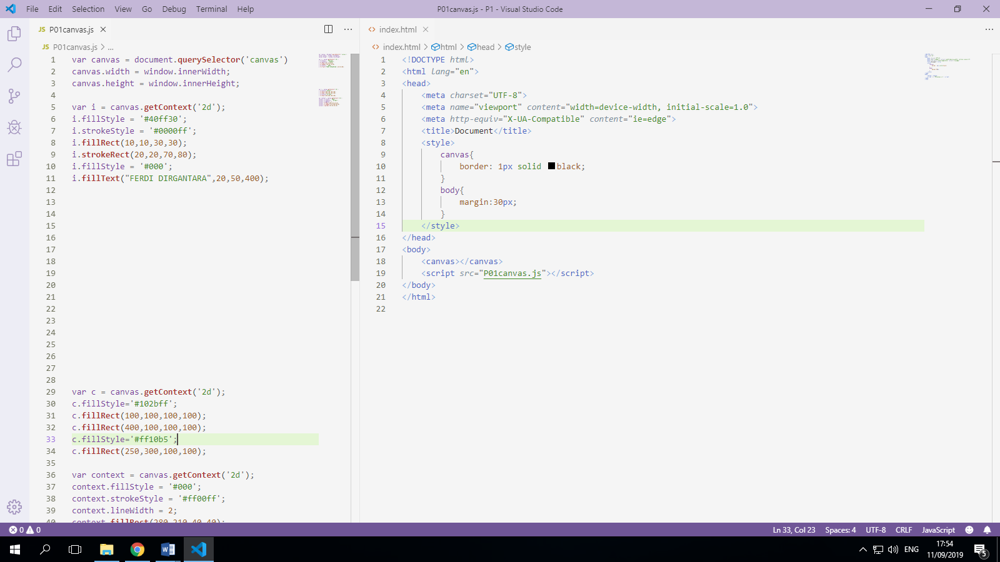 File Edit Selection View Go Debug Terminal Help P01canvas.js - P1 - Visual Studio Code
JS P01canvas.js
JS P01canvas.js > ...
1 var canvas = document.querySelector('canvas')
2 canvas.width = window.innerWidth;
3 canvas.height = window.innerHeight;
4
5 var i = canvas.getContext('2d');
6 i.fillStyle = '#40ff30';
7 i.strokeStyle = '#0000ff';
8 i.fillRect(10,10,30,30);
9 i.strokeRect(20,20,70,80);
10 i.fillStyle = '#000';
11 i.fillText("FERDI DIRGANTARA",20,50,400);
12
13
14
15
16
17
18
19
20
21
22
23
24
25
26
27
28
29 var c = canvas.getContext('2d');
30 c.fillStyle='#102bff';
31 c.fillRect(100,100,100,100);
32 c.fillRect(400,100,100,100);
33 c.fillStyle='#ff10b5';
34 c.fillRect(250,300,100,100);
35
36 var context = canvas.getContext('2d');
37 context.fillStyle = '#000';
38 context.strokeStyle = '#ff00ff';
39 context.lineWidth = 2;
40 context.fillRect(280,210,40,40);
index.html
index.html > html > head > style
1 <!DOCTYPE html>
2 <html lang="en">
3 <head>
4 <meta charset="UTF-8">
5 <meta name="viewport" content="width=device-width, initial-scale=1.0">
6 <meta http-equiv="X-UA-Compatible" content="ie=edge">
7 <title>Document</title>
8 <style>
9 canvas{
10 border: 1px solid black;
11 }
12 body{
13 margin:30px;
14 }
15 </style>
16 </head>
17 <body>
18 <canvas></canvas>
19 <script src="P01canvas.js"></script>
20 </body>
21 </html>
22
0 0 Ln 33, Col 23 Spaces: 4 UTF-8 CRLF JavaScript
ENG 17:54
11/09/2019
5